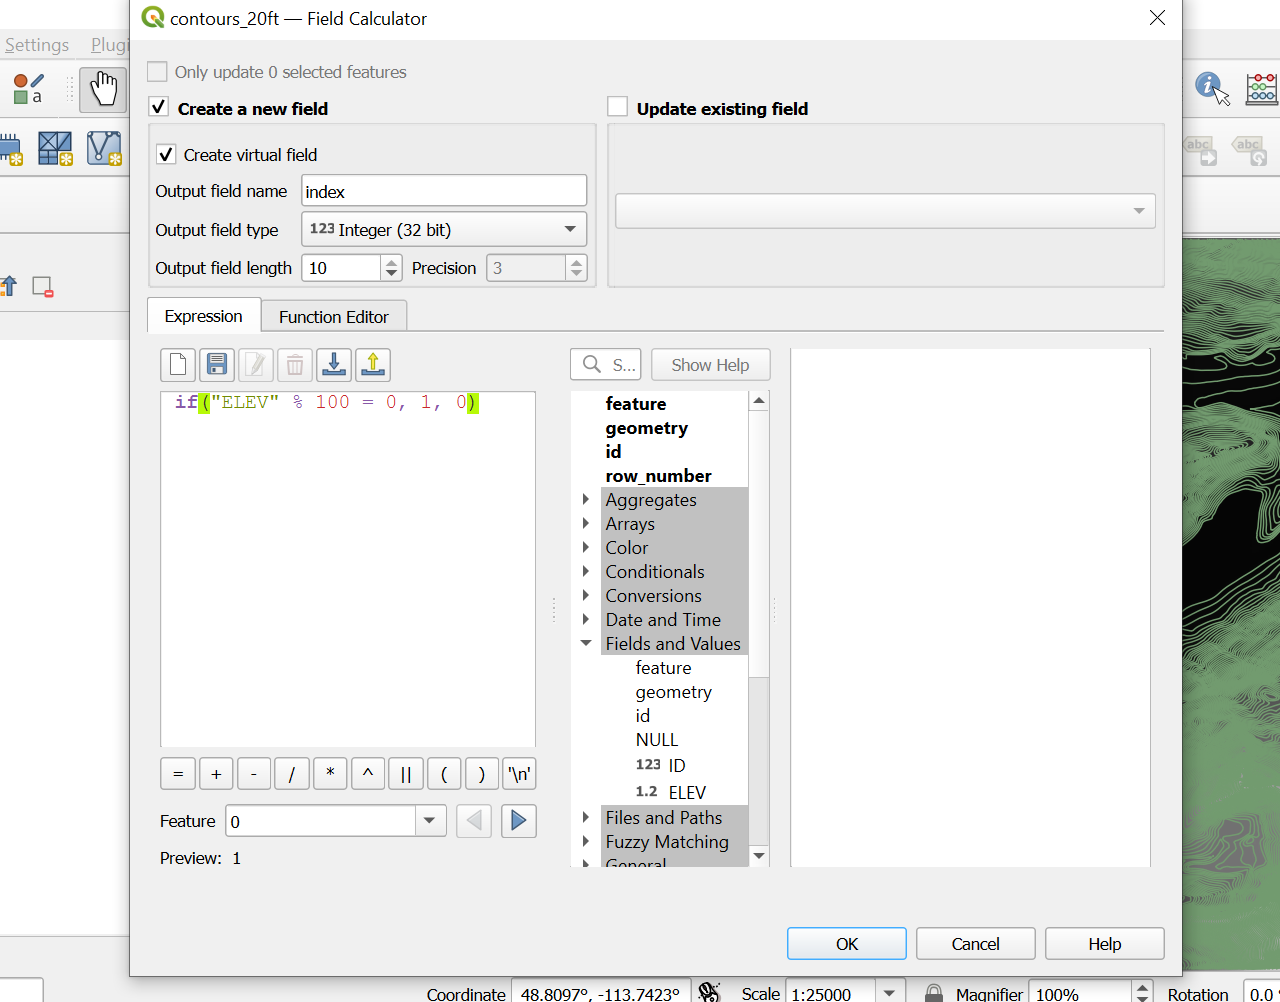 contours_20ft — Field Calculator
Settings
Plugi
a
Only update 0 selected features
Create a new field
Update existing field
Create virtual field
Output field name
index
Output field type
123 Integer (32 bit)
Output field length
10
Precision
3
abc
abc
Expression
Function Editor
S...
Show Help
if("ELEV" % 100 = 0, 1, 0)
feature
geometry
id
row_number
Aggregates
Arrays
Color
Conditionals
Conversions
Date and Time
Fields and Values
feature
geometry
id
NULL
123 ID
1.2 ELEV
Files and Paths
Fuzzy Matching
General
= + - / * ^ || ( ) '\n'
Feature
0
Preview: 1
OK
Cancel
Help
Coordinate
48.8097°, -113.7423°
Scale
1:25000
Magnifier
100%
Rotation
0.0